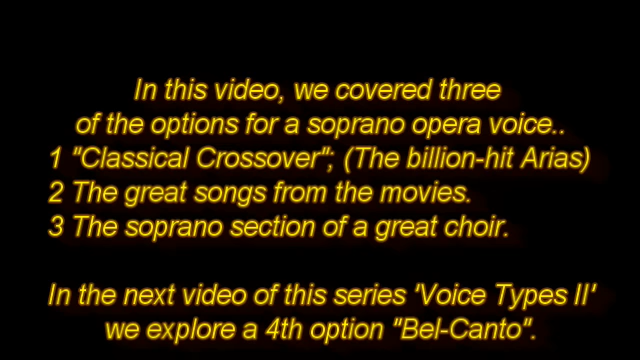 In this video, we covered three
of the options for a soprano opera voice..
1 "Classical Crossover"; (The billion-hit Arias)
2 The great songs from the movies.
3 The soprano section of a great choir.
In the next video of this series 'Voice Types II'
we explore a 4th option "Bel-Canto".